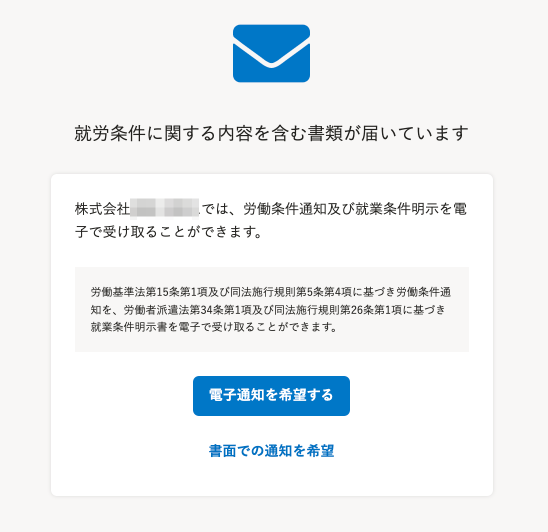 就労条件に関する内容を含む書類が届いています
株式会社 では、労働条件通知及び就業条件明示を電
子で受け取ることができます。
労働基準法第15条第1項及び同法施行規則第5条第4項に基づき労働条件通
知を、労働者派遣法第34条第1項及び同法施行規則第26条第1項に基づき
就業条件明示書を電子で受け取ることができます。
電子通知を希望する
書面での通知を希望